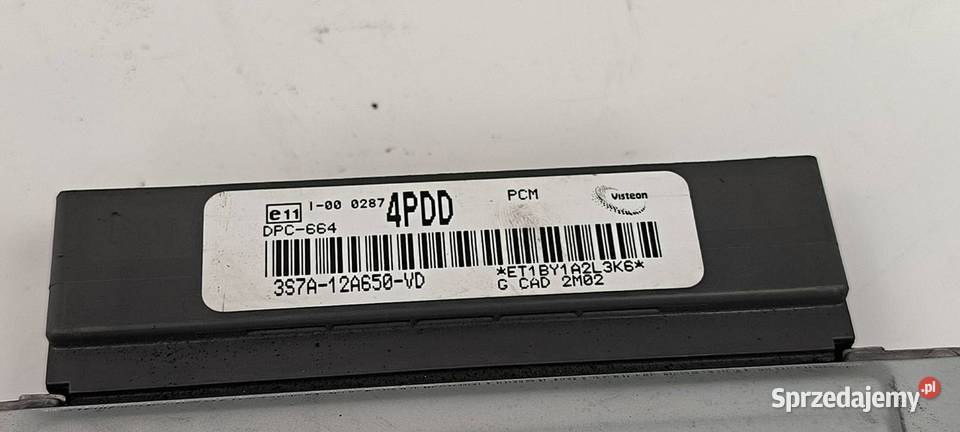 e11 I-00 0287 4PDD PCM Visteon
DPC-664
3S7A-12A650-VD *ET1BY1A2L3K6*
G CAD 2M02
Sprzedajemy.pl